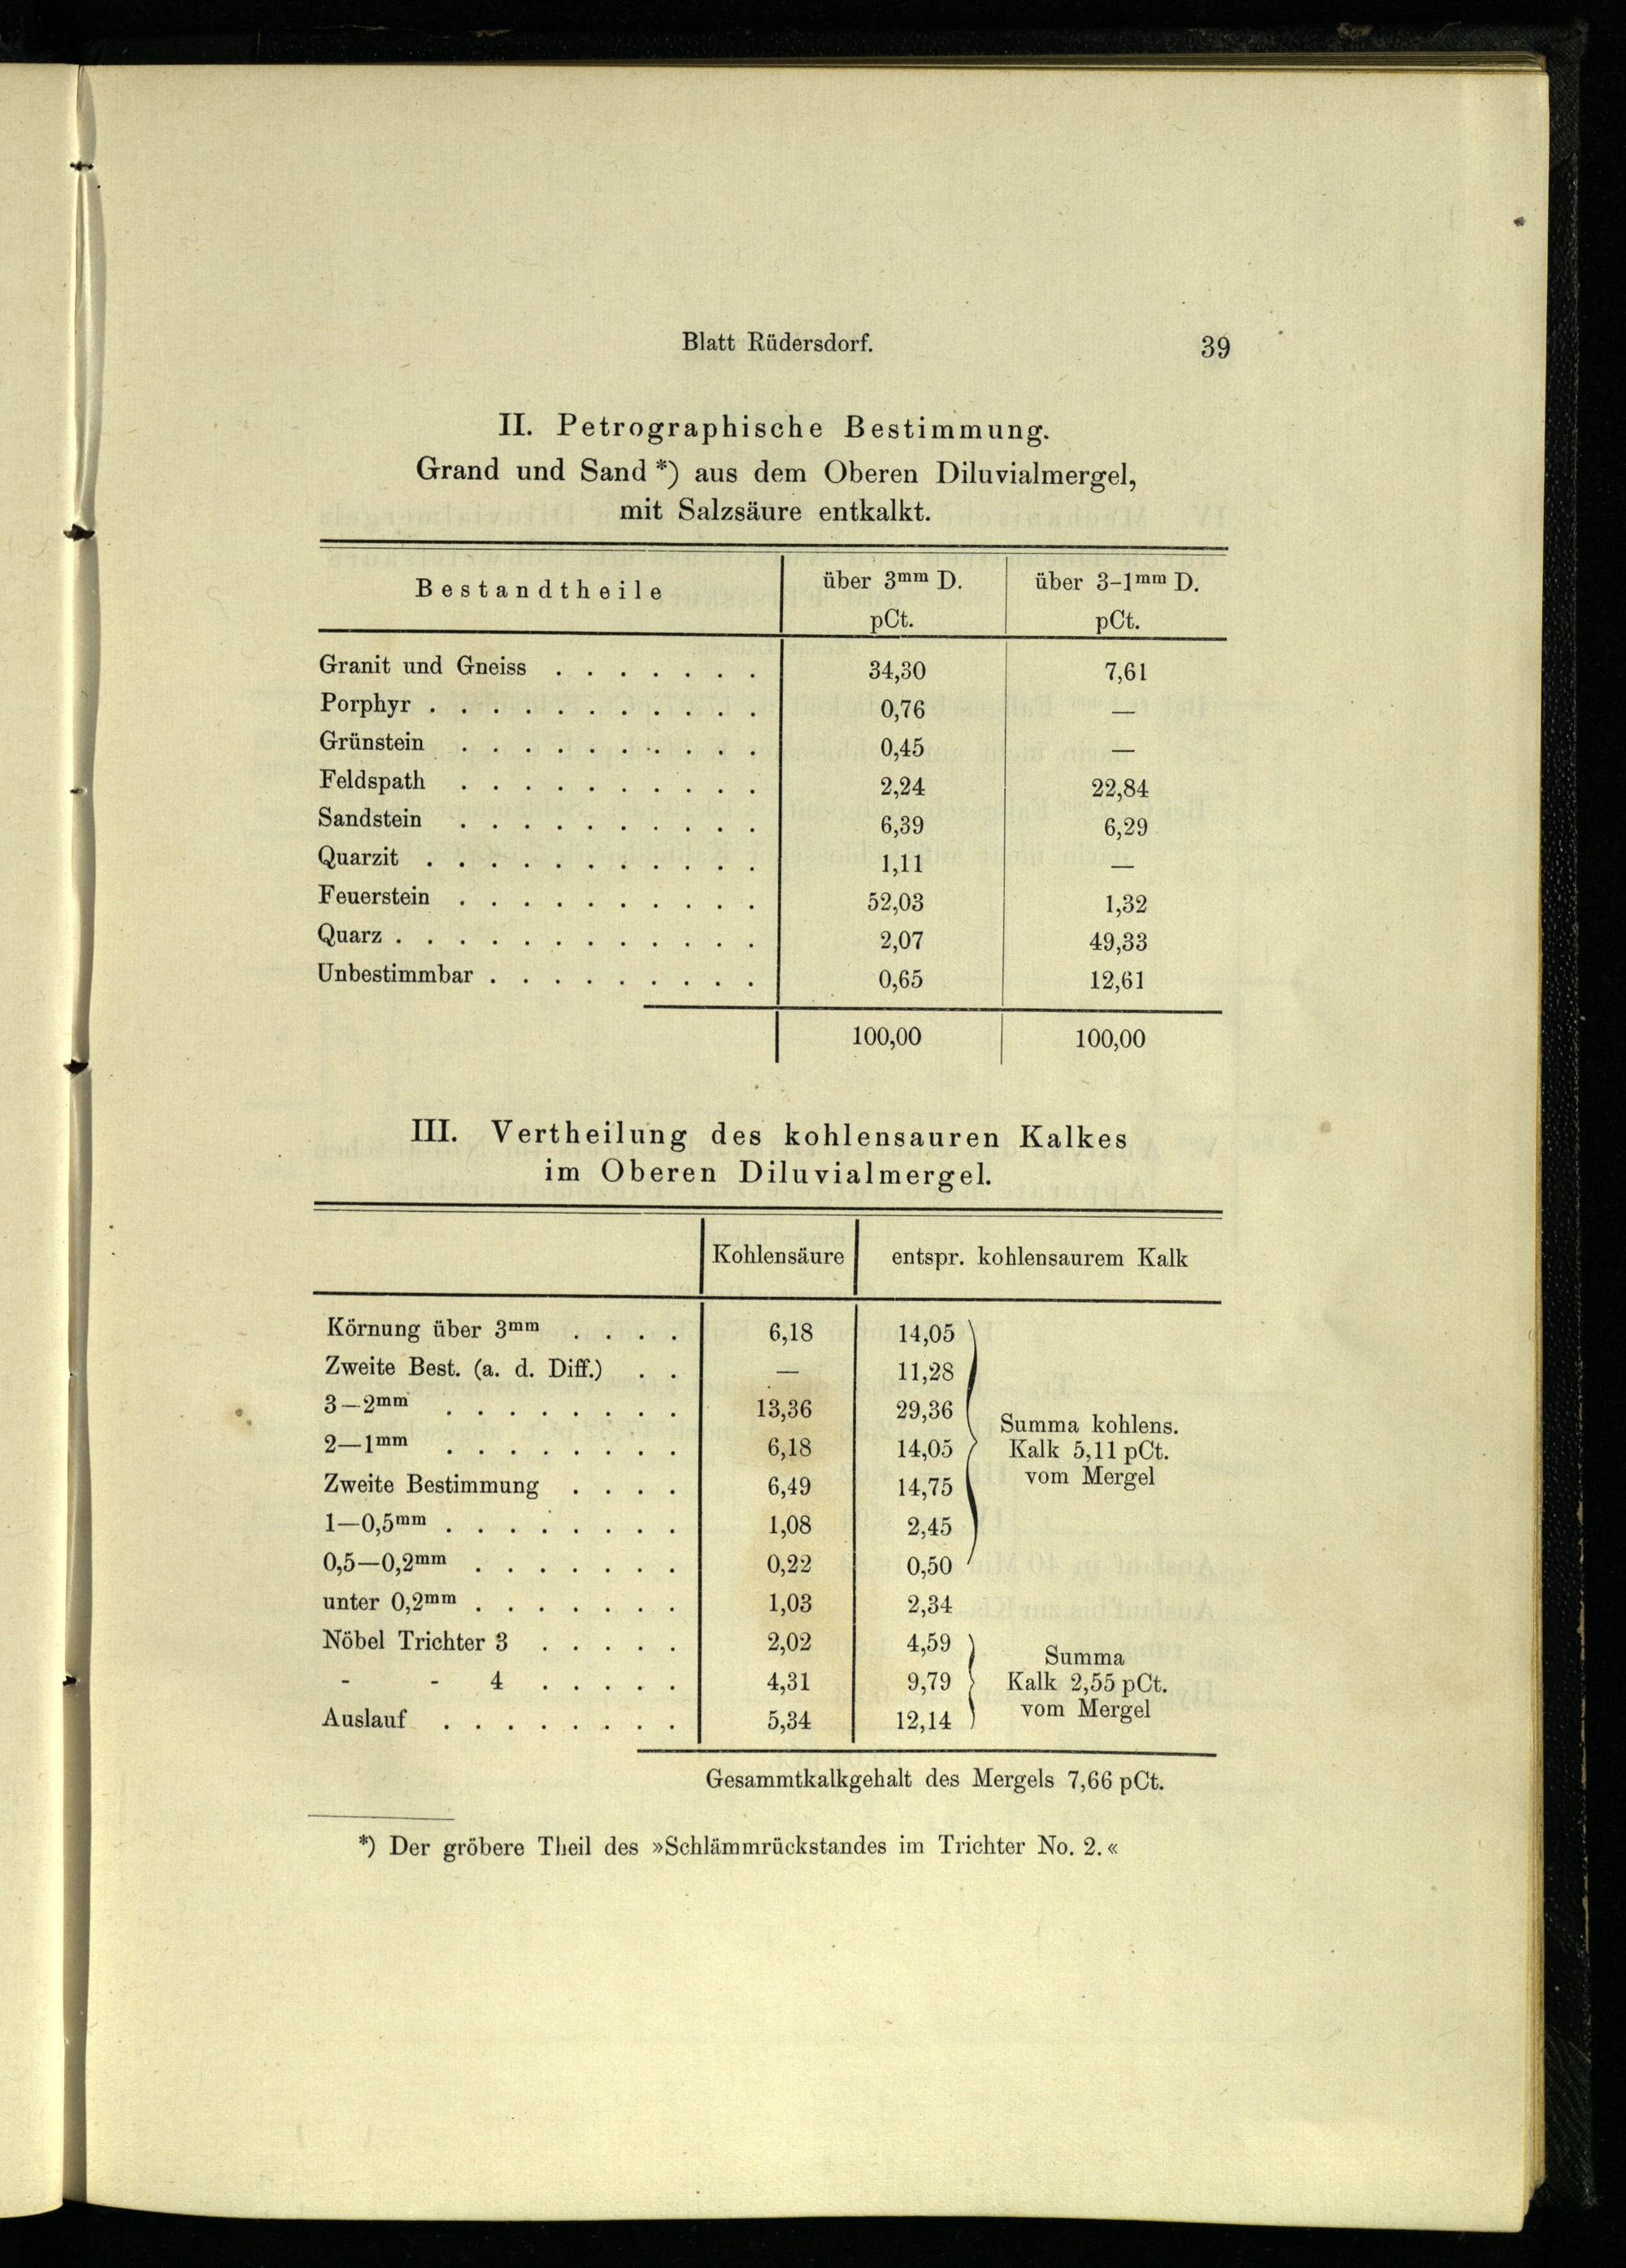 Blatt Rüdersdorf. 39
II. Petrographische Bestimmung.
Grand und Sand *) aus dem Oberen Diluvialmergel,
mit Salzsäure entkalkt.
Bestandtheile über 3mm D. über 3-1mm D.
pCt. pCt.
Granit und Gneiss . . . . . . . 34,30 7,61
Porphyr . . . . . . . . . . . 0,76 —
Grünstein . . . . . . . . . . 0,45 —
Feldspath . . . . . . . . . . 2,24 22,84
Sandstein . . . . . . . . . . 6,39 6,29
Quarzit . . . . . . . . . . . 1,11 —
Feuerstein . . . . . . . . . . 52,03 1,32
Quarz . . . . . . . . . . . . 2,07 49,33
Unbestimmbar . . . . . . . . . 0,65 12,61
100,00 100,00
III. Vertheilung des kohlensauren Kalkes
im Oberen Diluvialmergel.
Kohlensäure entspr. kohlensaurem Kalk
Körnung über 3mm . . . . 6,18 14,05
Zweite Best. (a. d. Diff.) . . — 11,28
3—2mm . . . . . . . . 13,36 29,36
Summa kohlens.
2—1mm . . . . . . . . 6,18 14,05 Kalk 5,11 pCt.
vom Mergel
Zweite Bestimmung . . . . 6,49 14,75
1—0,5mm . . . . . . . . 1,08 2,45
0,5—0,2mm . . . . . . . 0,22 0,50
unter 0,2mm . . . . . . . 1,03 2,34
Nöbel Trichter 3 . . . . . 2,02 4,59
Summa
- - 4 . . . . . 4,31 9,79 Kalk 2,55 pCt.
vom Mergel
Auslauf . . . . . . . . 5,34 12,14
Gesammtkalkgehalt des Mergels 7,66 pCt.
*) Der gröbere Theil des »Schlämmrückstandes im Trichter No. 2.«